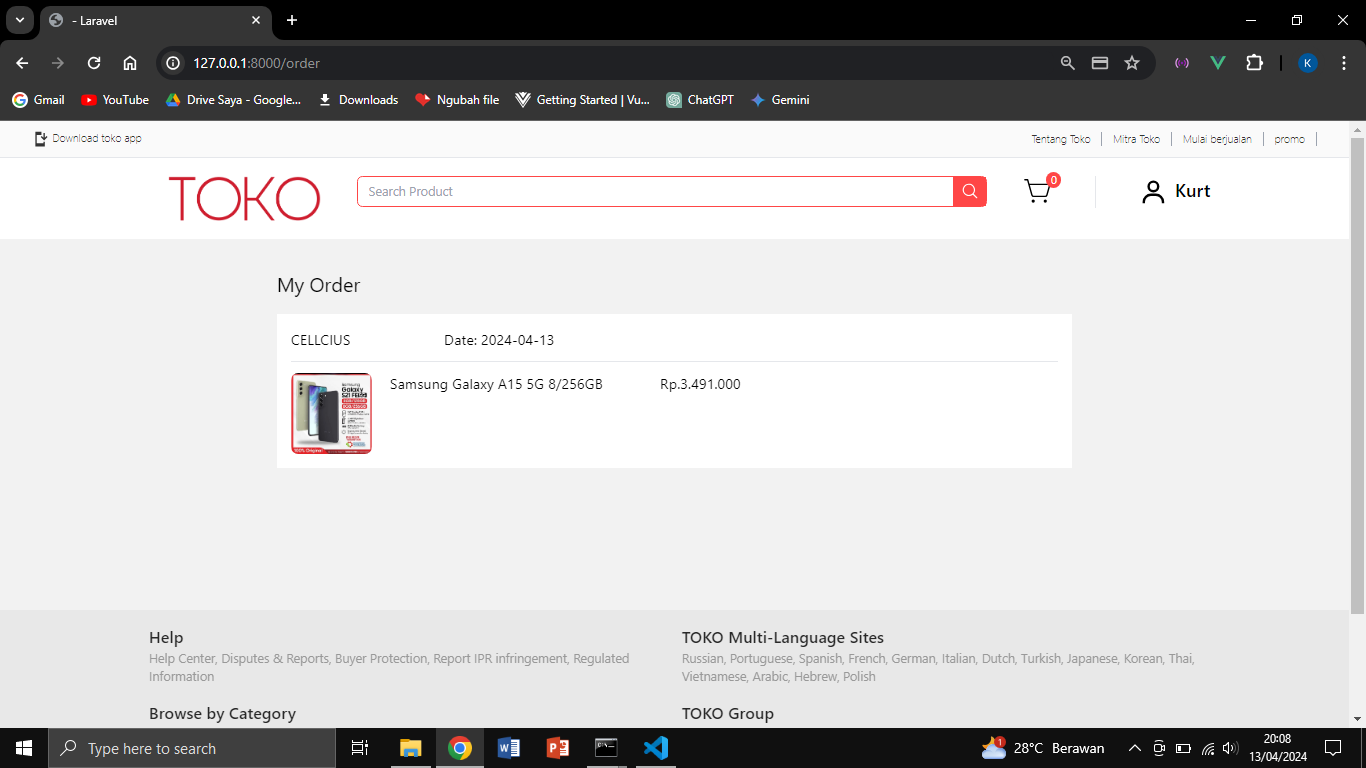 - Laravel
127.0.0.1:8000/order
K
Gmail YouTube Drive Saya - Google... Downloads Ngubah file Getting Started | Vu... ChatGPT Gemini
Download toko app Tentang Toko Mitra Toko Mulai berjualan promo
TOKO Search Product 0 Kurt
My Order
CELLCIUS Date: 2024-04-13
Samsung Galaxy A15 5G 8/256GB Rp.3.491.000
Samsung
Galaxy
100% Original
Help
Help Center, Disputes & Reports, Buyer Protection, Report IPR infringement, Regulated
Information
TOKO Multi-Language Sites
Russian, Portuguese, Spanish, French, German, Italian, Dutch, Turkish, Japanese, Korean, Thai,
Vietnamese, Arabic, Hebrew, Polish
Browse by Category
TOKO Group
Type here to search
1
28°C Berawan
20:08
13/04/2024